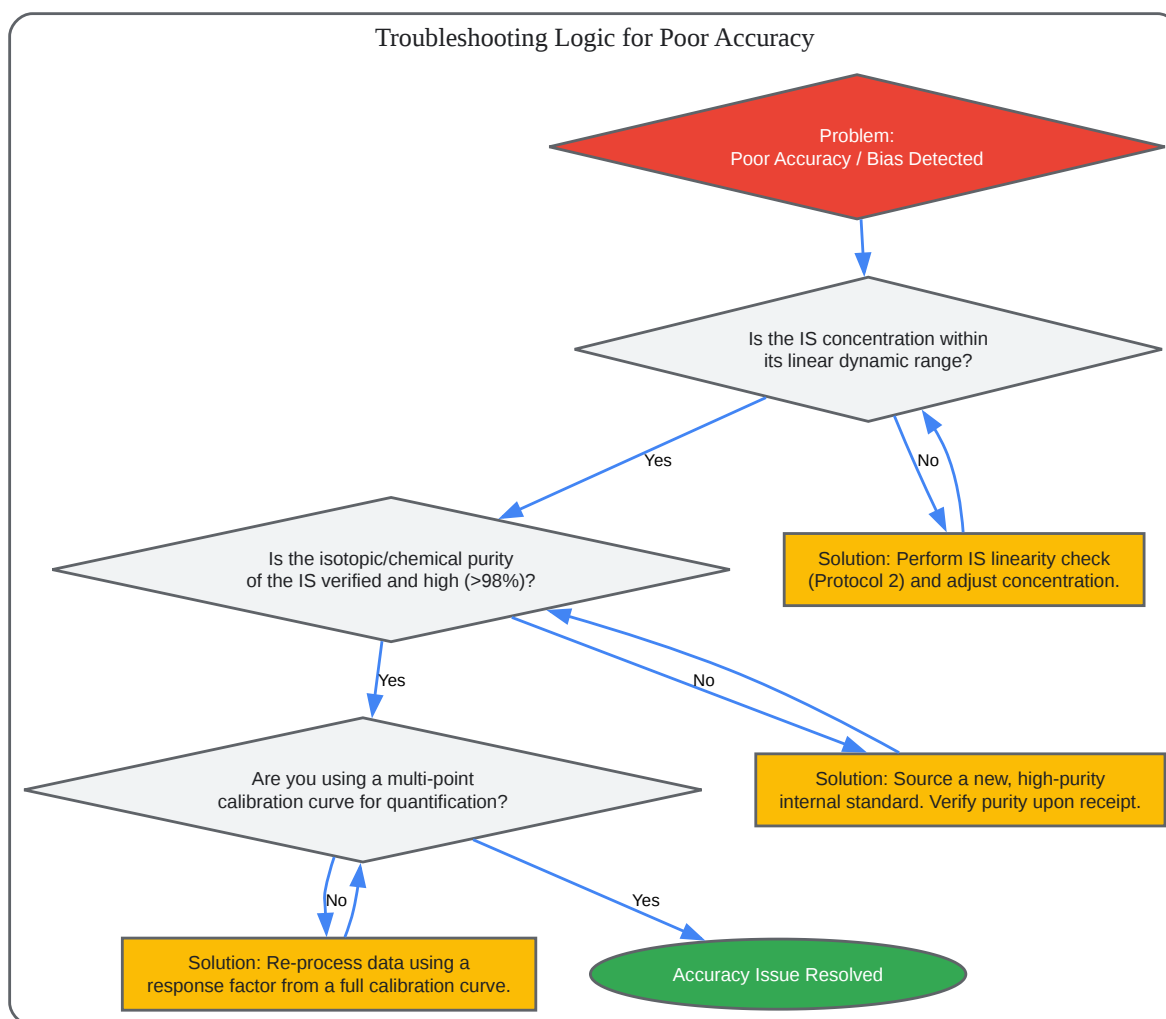 Troubleshooting Logic for Poor Accuracy
Problem:
Poor Accuracy / Bias Detected
Is the IS concentration within
its linear dynamic range?
Yes
No
Is the isotopic/chemical purity
of the IS verified and high (>98%)?
Solution: Perform IS linearity check
(Protocol 2) and adjust concentration.
Yes
No
Are you using a multi-point
calibration curve for quantification?
Solution: Source a new, high-purity
internal standard. Verify purity upon receipt.
No
Yes
Solution: Re-process data using a
response factor from a full calibration curve.
Accuracy Issue Resolved